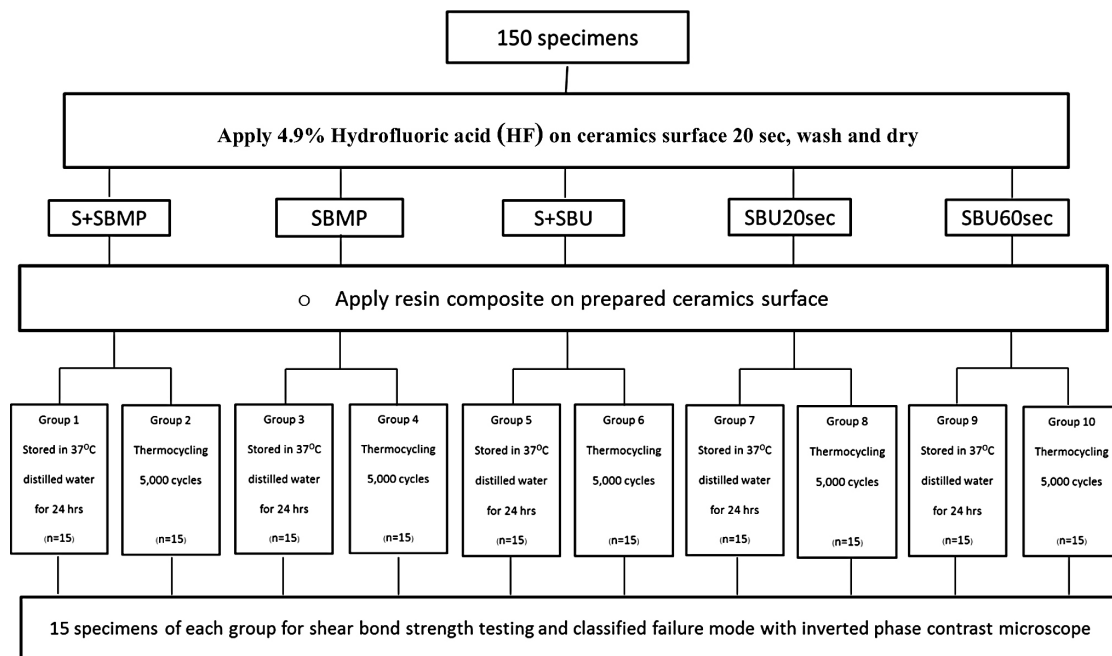 150 specimens
Apply 4.9% Hydrofluoric acid (HF) on ceramics surface 20 sec, wash and dry
S+SBMP
SBMP
S+SBU
SBU20sec
SBU60sec
○ Apply resin composite on prepared ceramics surface
Group 1
Stored in 37⁰C
distilled water
for 24 hrs
(n=15)
Group 2
Thermocycling
5,000 cycles
(n=15)
Group 3
Stored in 37⁰C
distilled water
for 24 hrs
(n=15)
Group 4
Thermocycling
5,000 cycles
(n=15)
Group 5
Stored in 37⁰C
distilled water
for 24 hrs
(n=15)
Group 6
Thermocycling
5,000 cycles
(n=15)
Group 7
Stored in 37⁰C
distilled water
for 24 hrs
(n=15)
Group 8
Thermocycling
5,000 cycles
(n=15)
Group 9
Stored in 37⁰C
distilled water
for 24 hrs
(n=15)
Group 10
Thermocycling
5,000 cycles
(n=15)
15 specimens of each group for shear bond strength testing and classified failure mode with inverted phase contrast microscope